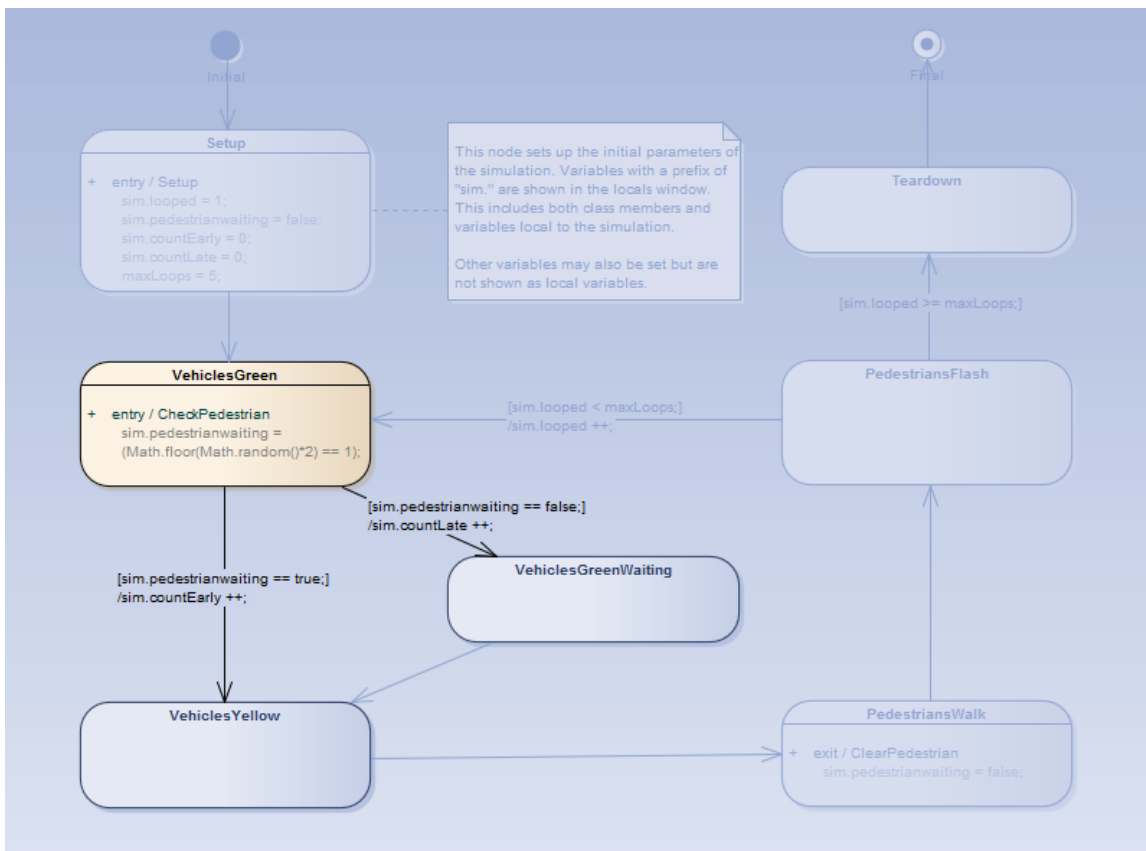 Initial
Final
Setup
+ entry / Setup
sim.looped = 1;
sim.pedestrianwaiting = false;
sim.countEarly = 0;
sim.countLate = 0;
maxLoops = 5;
This node sets up the initial parameters of
the simulation. Variables with a prefix of
"sim." are shown in the locals window.
This includes both class members and
variables local to the simulation.
Other variables may also be set but are
not shown as local variables.
Teardown
[sim.looped >= maxLoops;]
VehiclesGreen
+ entry / CheckPedestrian
sim.pedestrianwaiting =
(Math.floor(Math.random()*2) == 1);
[sim.looped < maxLoops;]
/sim.looped ++;
PedestriansFlash
[sim.pedestrianwaiting == false;]
/sim.countLate ++;
[sim.pedestrianwaiting == true;]
/sim.countEarly ++;
VehiclesGreenWaiting
VehiclesYellow
PedestriansWalk
+ exit / ClearPedestrian
sim.pedestrianwaiting = false;